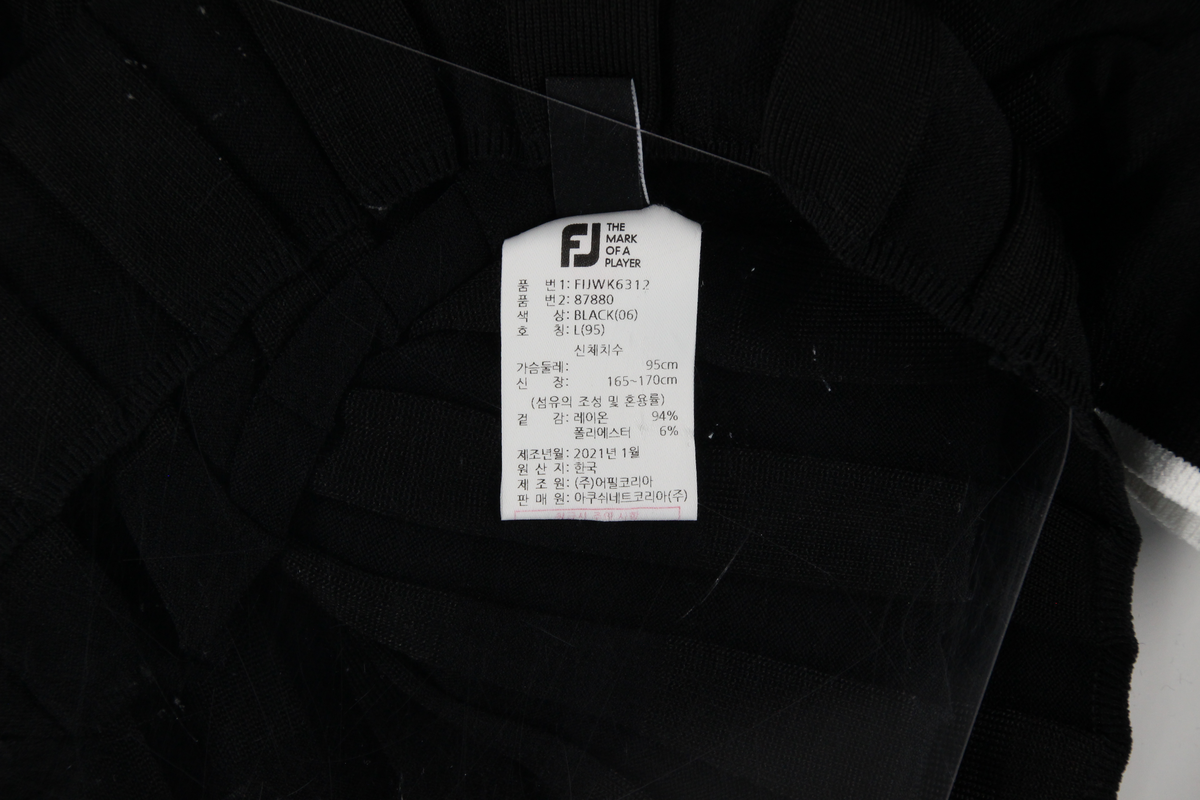 FJ
THE
MARK
OF A
PLAYER
품 번1: FIJWK6312
품 번2: 87880
색 상: BLACK(06)
호 칭: L(95)
신체치수
가슴둘레: 95cm
신 장: 165~170cm
(섬유의 조성 및 혼용률)
겉 감: 레이온 94%
폴리에스터 6%
제조년월: 2021년 1월
원 산 지: 한국
제 조 원: (주)어필코리아
판 매 원: 아쿠쉬네트코리아(주)